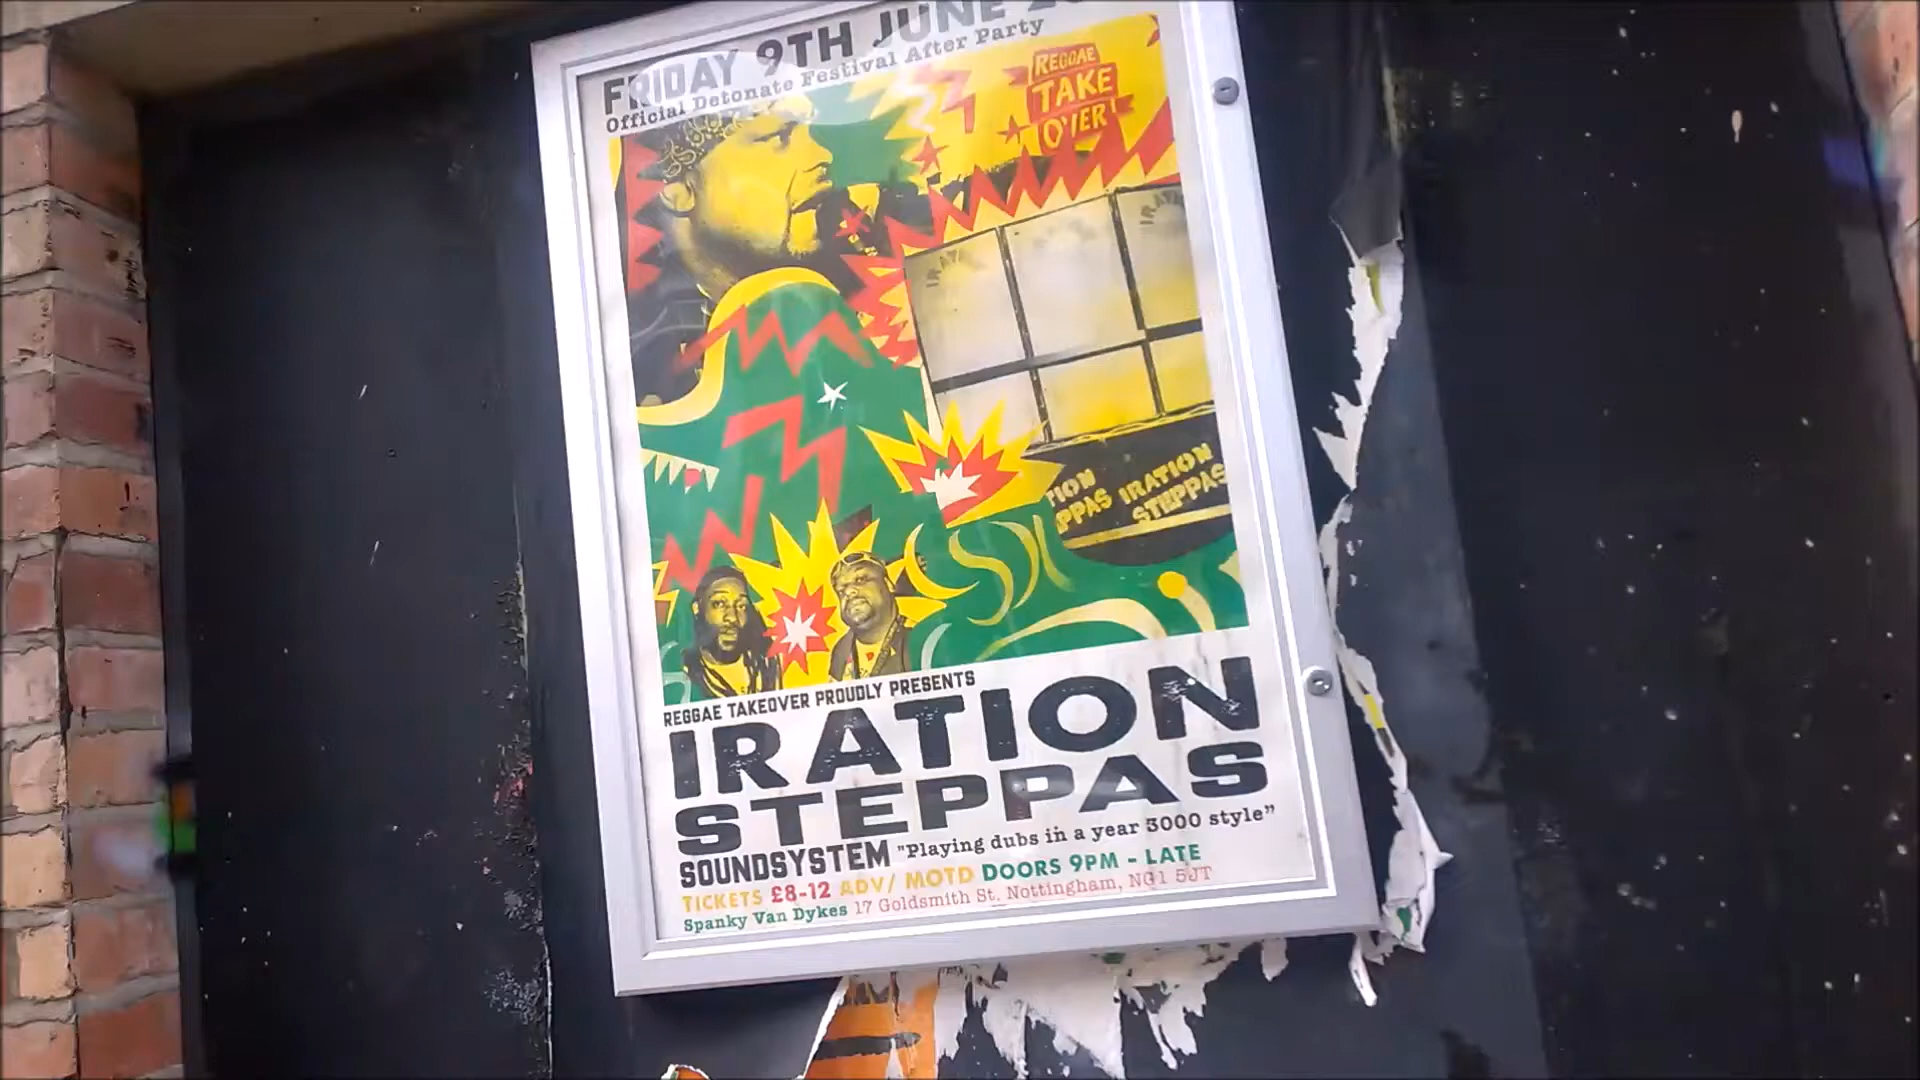 FRIDAY 9TH JUNE
Official Detonate Festival After Party
REGGAE
TAKE
OVER
IRATION
STEPPAS
REGGAE TAKEOVER PROUDLY PRESENTS
IRATION
STEPPAS
SOUNDSYSTEM "Playing dubs in a year 3000 style"
TICKETS £8-12 ADV/ MOTD DOORS 9PM - LATE
Spanky Van Dykes 17 Goldsmith St. Nottingham, NG1 5JT